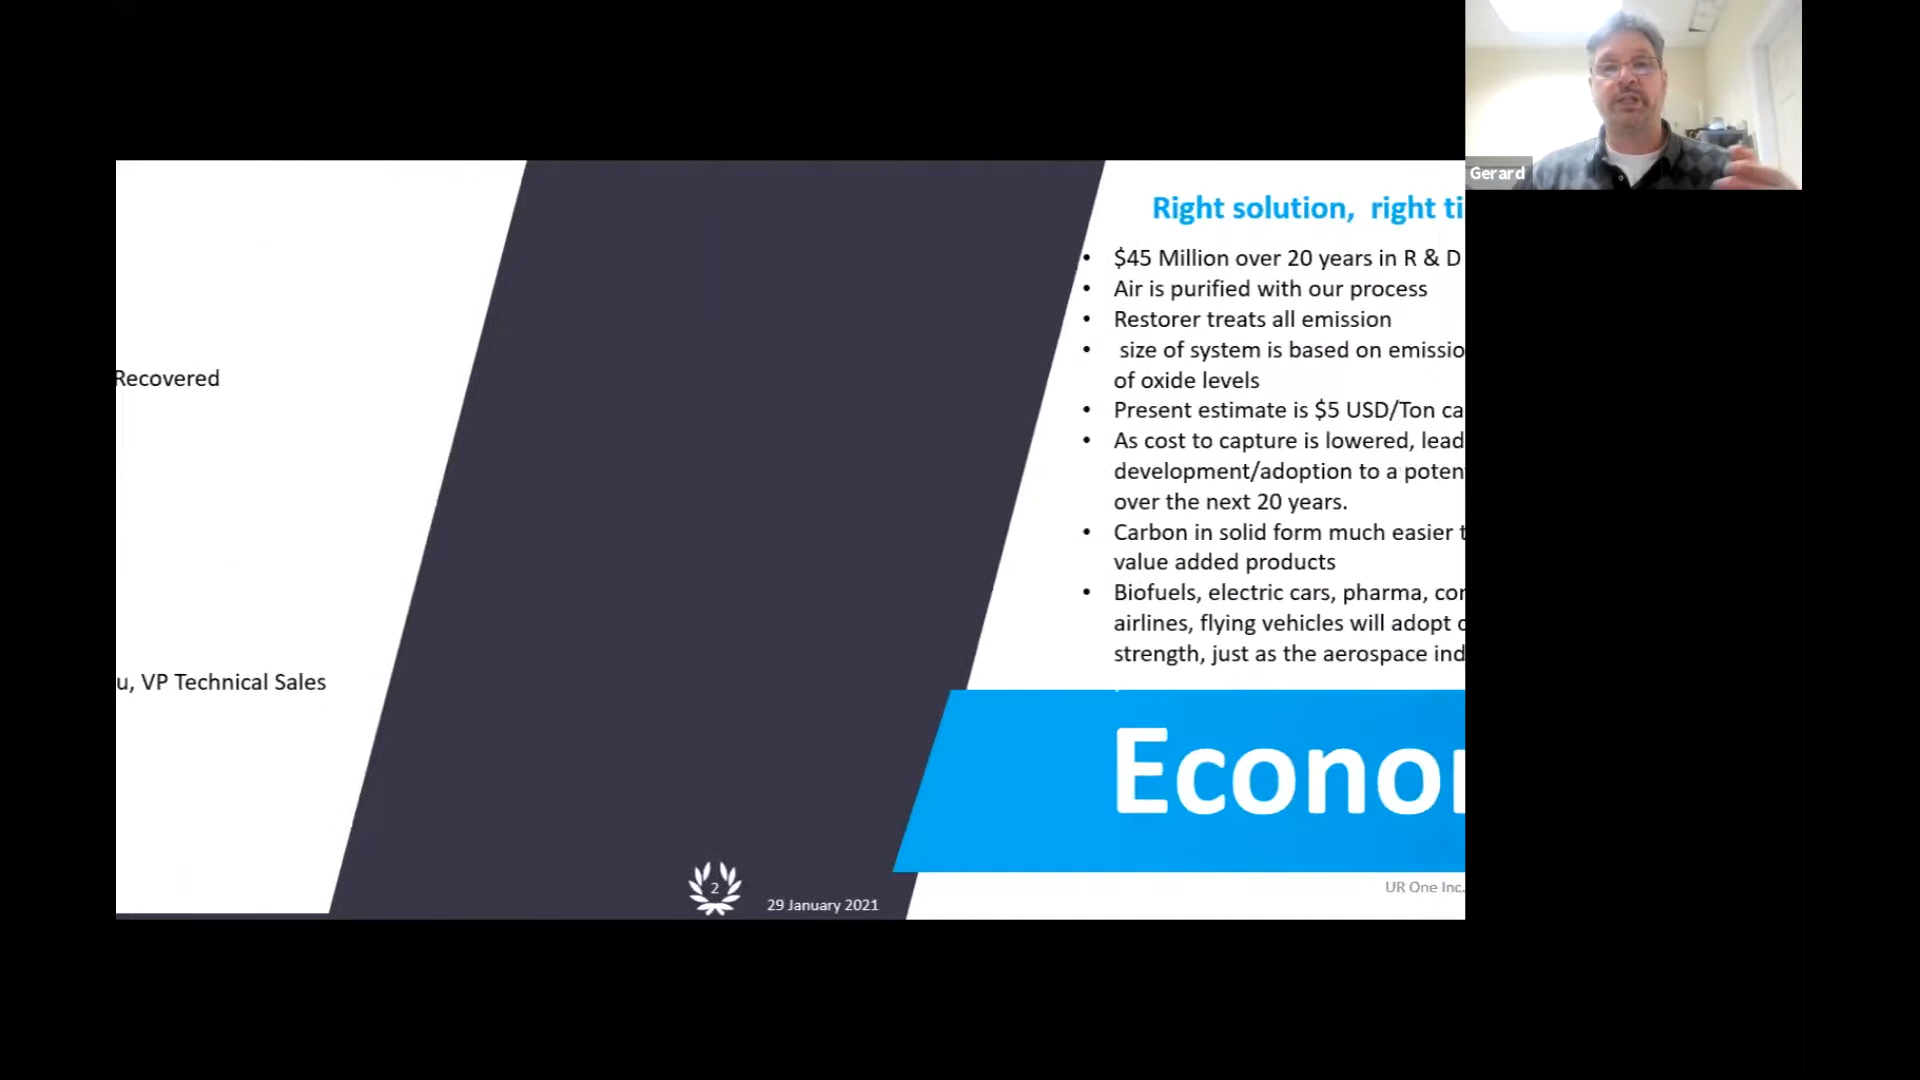 Gerard
Recovered
u, VP Technical Sales
Right solution, right ti
• $45 Million over 20 years in R & D
• Air is purified with our process
• Restorer treats all emission
• size of system is based on emissio
of oxide levels
• Present estimate is $5 USD/Ton ca
• As cost to capture is lowered, lead
development/adoption to a poten
over the next 20 years.
• Carbon in solid form much easier t
value added products
• Biofuels, electric cars, pharma, con
airlines, flying vehicles will adopt c
strength, just as the aerospace ind
Econo
2
29 January 2021
UR One Inc.